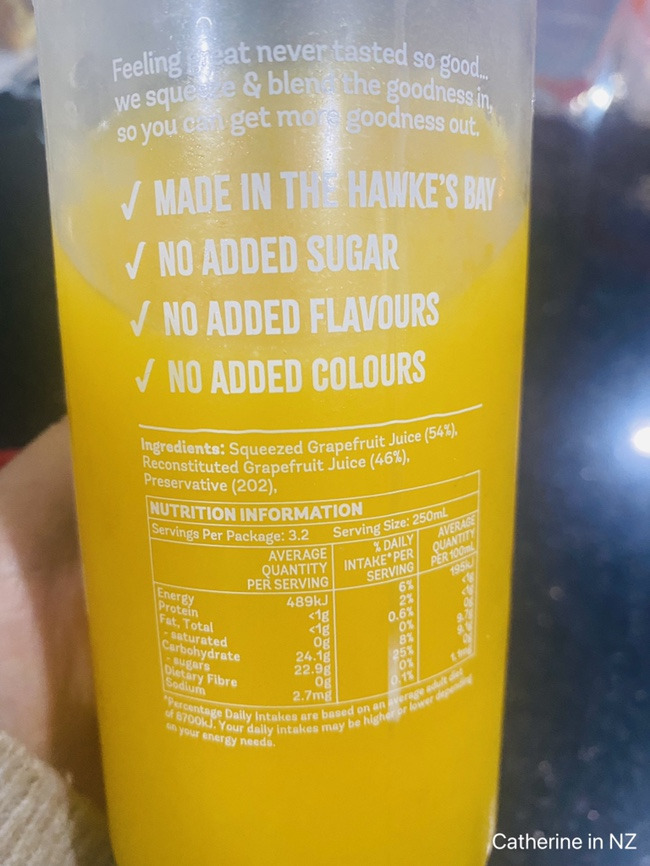 Feeling great never tasted so good...
we squeeze & blend the goodness in,
so you can get more goodness out.
✓ MADE IN THE HAWKE'S BAY
✓ NO ADDED SUGAR
✓ NO ADDED FLAVOURS
✓ NO ADDED COLOURS
Ingredients: Squeezed Grapefruit Juice (54%),
Reconstituted Grapefruit Juice (46%),
Preservative (202),
NUTRITION INFORMATION
Servings Per Package: 3.2 Serving Size: 250mL
AVERAGE QUANTITY PER SERVING % DAILY INTAKE* PER SERVING AVERAGE QUANTITY PER 100mL
Energy 489kJ 6% 195kJ
Protein <1g 2% <1g
Fat, Total <1g 0.6% <1g
- saturated 0g 0% 0g
Carbohydrate 24.1g 8%
- sugars 22.9g 25%
Dietary Fibre 0g 0%
Sodium 2.7mg 0.1%
*Percentage Daily Intakes are based on an average adult diet
of 8700kJ. Your daily intakes may be higher or lower depending
on your energy needs.
Catherine in NZ